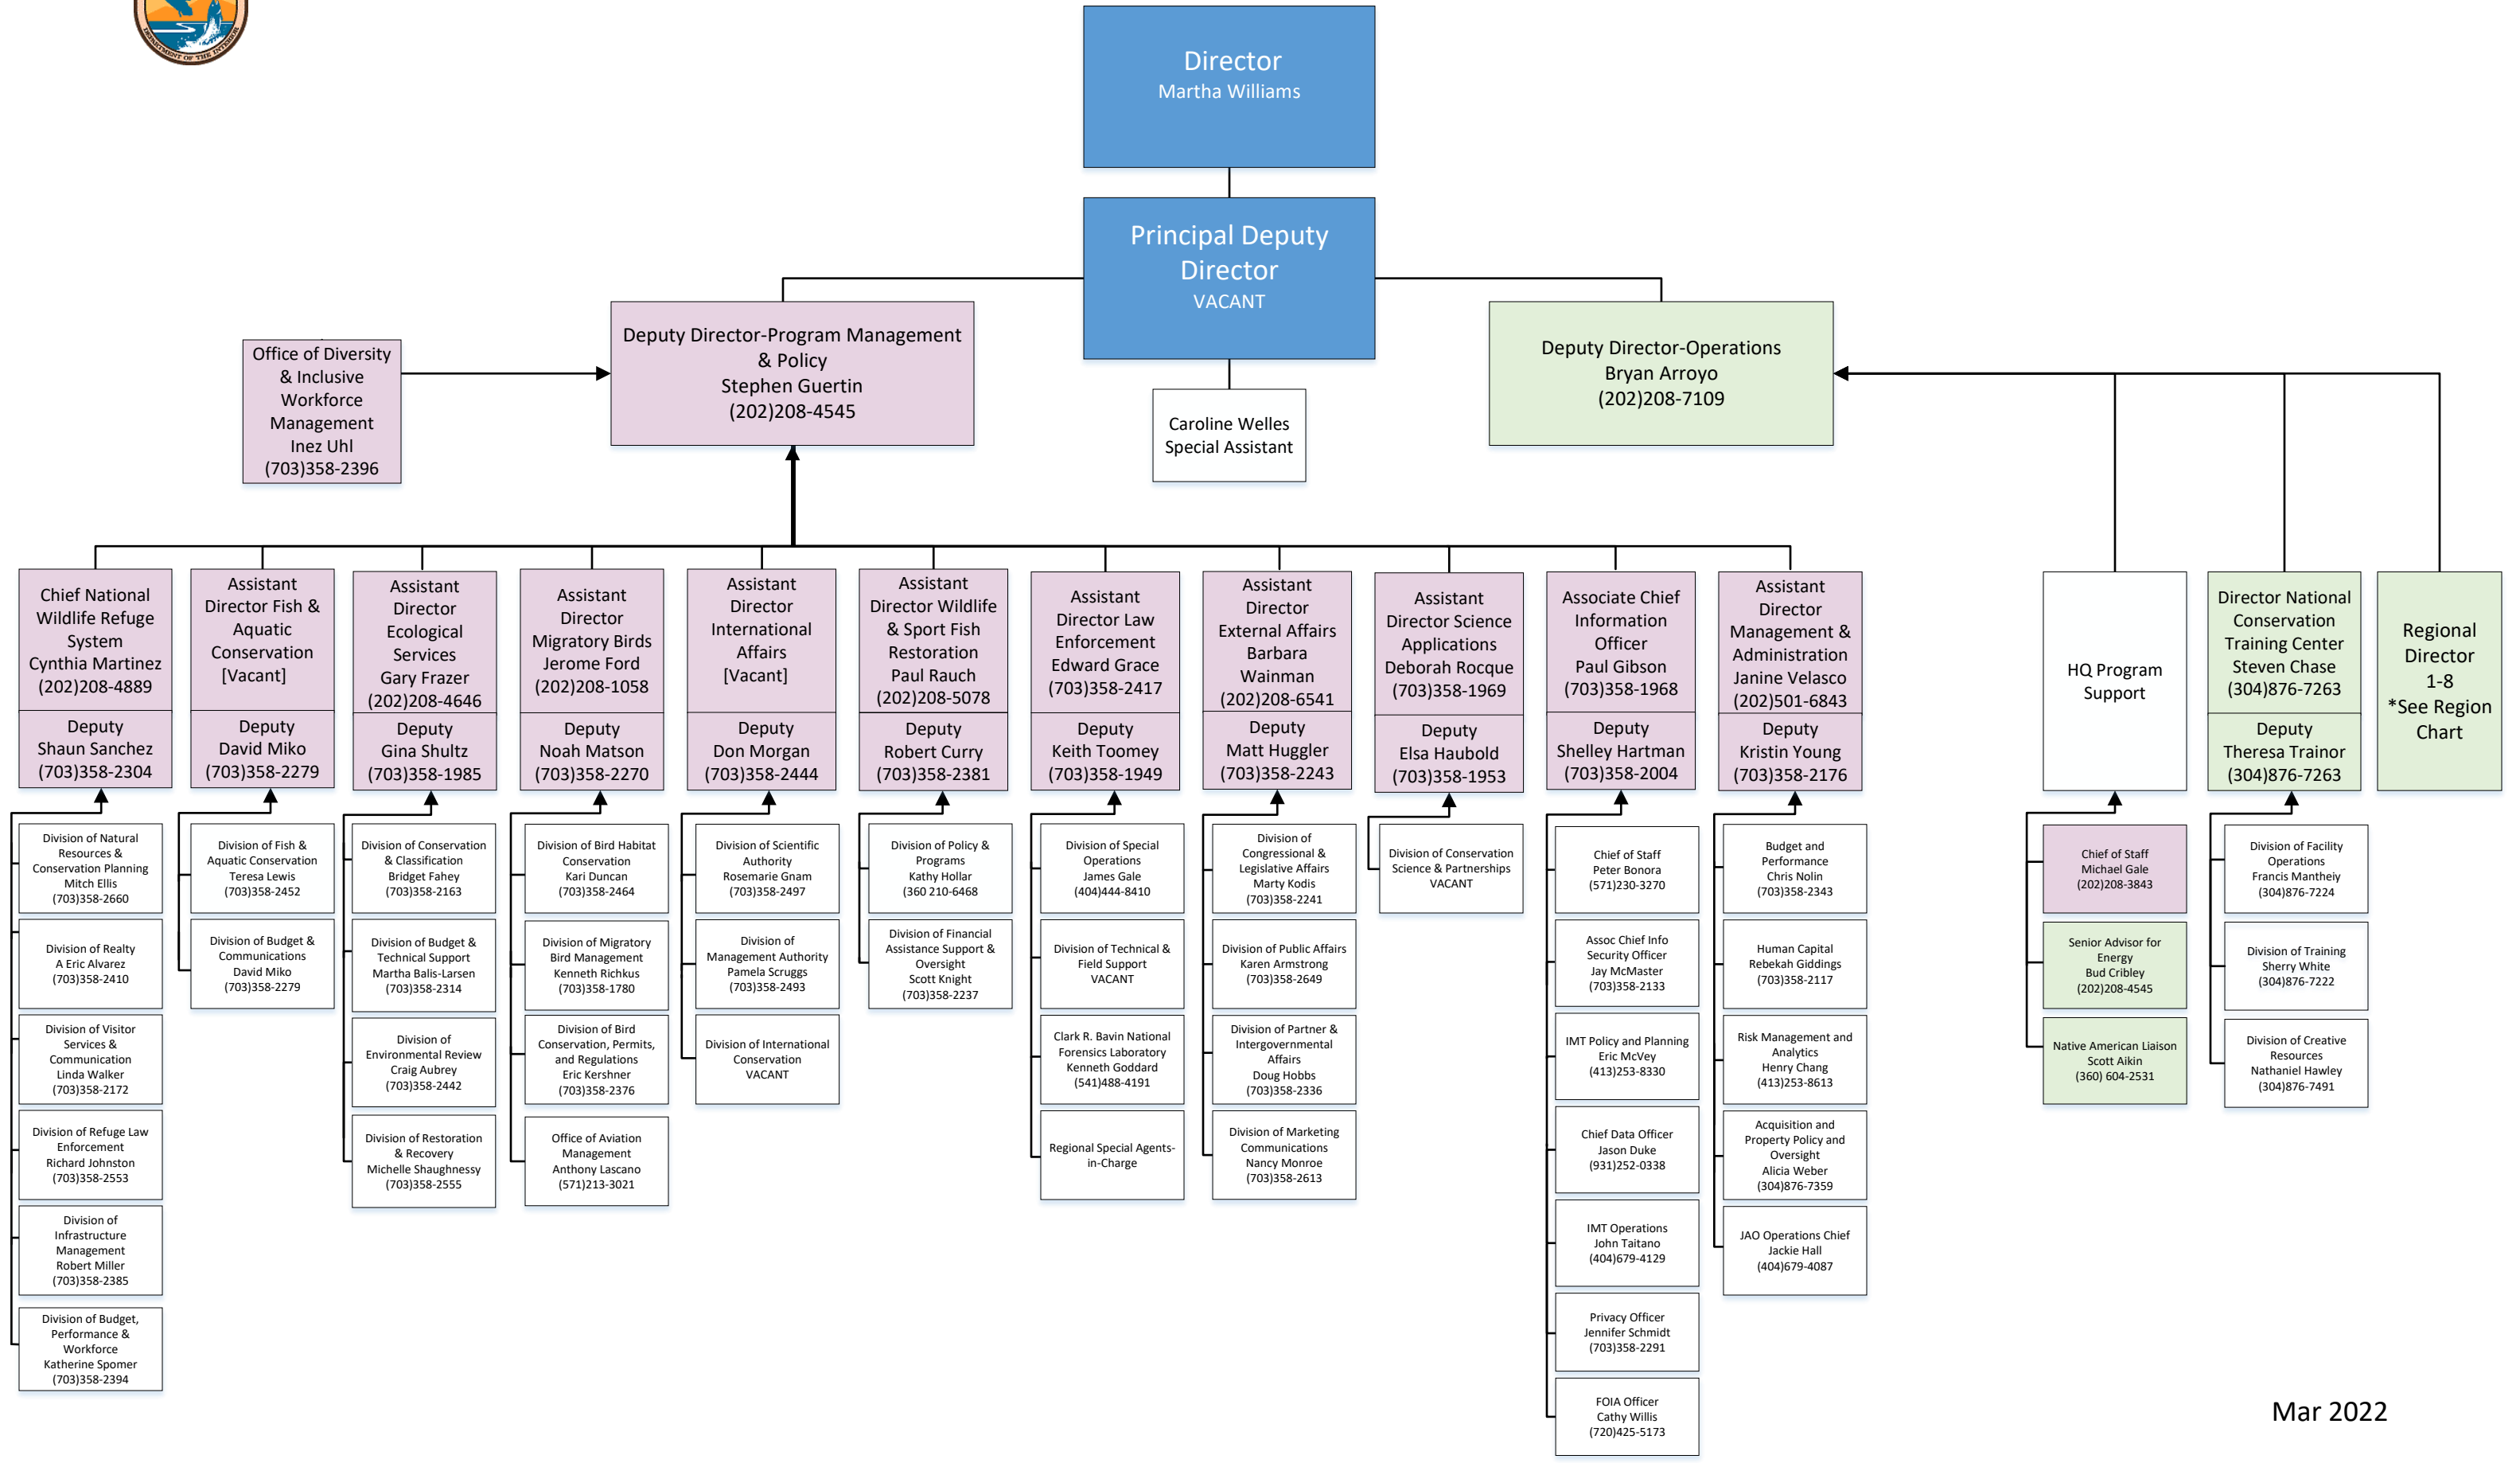 DEPARTMENT OF THE INTERIOR
Director
Martha Williams
Principal Deputy
Director
VACANT
Deputy Director-Program Management
& Policy
Stephen Guertin
(202)208-4545
Deputy Director-Operations
Bryan Arroyo
(202)208-7109
Office of Diversity
& Inclusive
Workforce
Management
Inez Uhl
(703)358-2396
Caroline Welles
Special Assistant
Chief National
Wildlife Refuge
System
Cynthia Martinez
(202)208-4889
Deputy
Shaun Sanchez
(703)358-2304
Assistant
Director Fish &
Aquatic
Conservation
[Vacant]
Deputy
David Miko
(703)358-2279
Assistant
Director
Ecological
Services
Gary Frazer
(202)208-4646
Deputy
Gina Shultz
(703)358-1985
Assistant
Director
Migratory Birds
Jerome Ford
(202)208-1058
Deputy
Noah Matson
(703)358-2270
Assistant
Director
International
Affairs
[Vacant]
Deputy
Don Morgan
(703)358-2444
Assistant
Director Wildlife
& Sport Fish
Restoration
Paul Rauch
(202)208-5078
Deputy
Robert Curry
(703)358-2381
Assistant
Director Law
Enforcement
Edward Grace
(703)358-2417
Deputy
Keith Toomey
(703)358-1949
Assistant
Director
External Affairs
Barbara
Wainman
(202)208-6541
Deputy
Matt Huggler
(703)358-2243
Assistant
Director Science
Applications
Deborah Rocque
(703)358-1969
Deputy
Elsa Haubold
(703)358-1953
Associate Chief
Information
Officer
Paul Gibson
(703)358-1968
Deputy
Shelley Hartman
(703)358-2004
Assistant
Director
Management &
Administration
Janine Velasco
(202)501-6843
Deputy
Kristin Young
(703)358-2176
HQ Program
Support
Director National
Conservation
Training Center
Steven Chase
(304)876-7263
Deputy
Theresa Trainor
(304)876-7263
Regional
Director
1-8
*See Region
Chart
Division of Natural
Resources &
Conservation Planning
Mitch Ellis
(703)358-2660
Division of Realty
A Eric Alvarez
(703)358-2410
Division of Visitor
Services &
Communication
Linda Walker
(703)358-2172
Division of Refuge Law
Enforcement
Richard Johnston
(703)358-2553
Division of
Infrastructure
Management
Robert Miller
(703)358-2385
Division of Budget,
Performance &
Workforce
Katherine Spomer
(703)358-2394
Division of Fish &
Aquatic Conservation
Teresa Lewis
(703)358-2452
Division of Budget &
Communications
David Miko
(703)358-2279
Division of Conservation
& Classification
Bridget Fahey
(703)358-2163
Division of Budget &
Technical Support
Martha Balis-Larsen
(703)358-2314
Division of
Environmental Review
Craig Aubrey
(703)358-2442
Division of Restoration
& Recovery
Michelle Shaughnessy
(703)358-2555
Division of Bird Habitat
Conservation
Kari Duncan
(703)358-2464
Division of Migratory
Bird Management
Kenneth Richkus
(703)358-1780
Division of Bird
Conservation, Permits,
and Regulations
Eric Kershner
(703)358-2376
Office of Aviation
Management
Anthony Lascano
(571)213-3021
Division of Scientific
Authority
Rosemarie Gnam
(703)358-2497
Division of
Management Authority
Pamela Scruggs
(703)358-2493
Division of International
Conservation
VACANT
Division of Policy &
Programs
Kathy Hollar
(360 210-6468
Division of Financial
Assistance Support &
Oversight
Scott Knight
(703)358-2237
Division of Special
Operations
James Gale
(404)444-8410
Division of Technical &
Field Support
VACANT
Clark R. Bavin National
Forensics Laboratory
Kenneth Goddard
(541)488-4191
Regional Special Agents-
in-Charge
Division of
Congressional &
Legislative Affairs
Marty Kodis
(703)358-2241
Division of Public Affairs
Karen Armstrong
(703)358-2649
Division of Partner &
Intergovernmental
Affairs
Doug Hobbs
(703)358-2336
Division of Marketing
Communications
Nancy Monroe
(703)358-2613
Division of Conservation
Science & Partnerships
VACANT
Chief of Staff
Peter Bonora
(571)230-3270
Assoc Chief Info
Security Officer
Jay McMaster
(703)358-2133
IMT Policy and Planning
Eric McVey
(413)253-8330
Chief Data Officer
Jason Duke
(931)252-0338
IMT Operations
John Taitano
(404)679-4129
Privacy Officer
Jennifer Schmidt
(703)358-2291
FOIA Officer
Cathy Willis
(720)425-5173
Budget and
Performance
Chris Nolin
(703)358-2343
Human Capital
Rebekah Giddings
(703)358-2117
Risk Management and
Analytics
Henry Chang
(413)253-8613
Acquisition and
Property Policy and
Oversight
Alicia Weber
(304)876-7359
JAO Operations Chief
Jackie Hall
(404)679-4087
Chief of Staff
Michael Gale
(202)208-3843
Senior Advisor for
Energy
Bud Cribley
(202)208-4545
Native American Liaison
Scott Aikin
(360) 604-2531
Division of Facility
Operations
Francis Mantheiy
(304)876-7224
Division of Training
Sherry White
(304)876-7222
Division of Creative
Resources
Nathaniel Hawley
(304)876-7491
Mar 2022